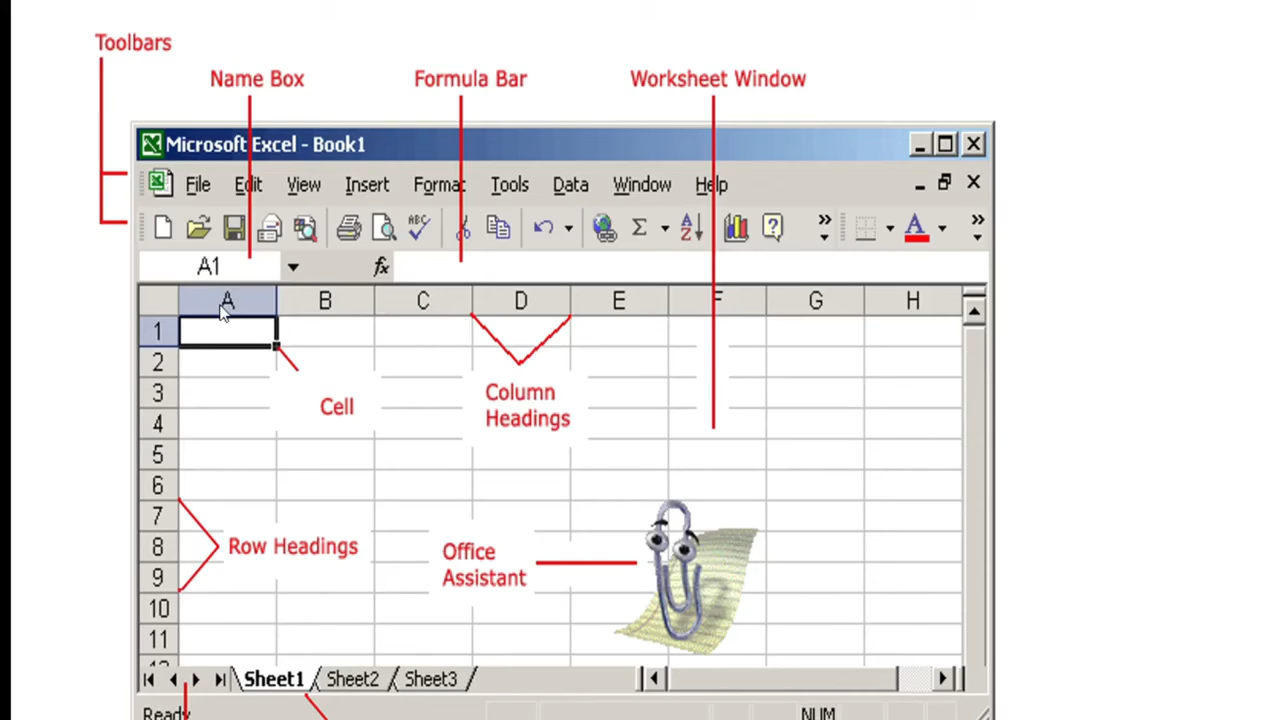 Toolbars
Name Box
Formula Bar
Worksheet Window
Microsoft Excel - Book1
File Edit View Insert Format Tools Data Window Help
ABC Σ A Z A
A1 fx
A B C D E F G H
1
2
3
Column
4
Cell
Headings
5
6
7
8
Row Headings
Office
Assistant
9
10
11
12
Sheet1 Sheet2 Sheet3
Ready NUM